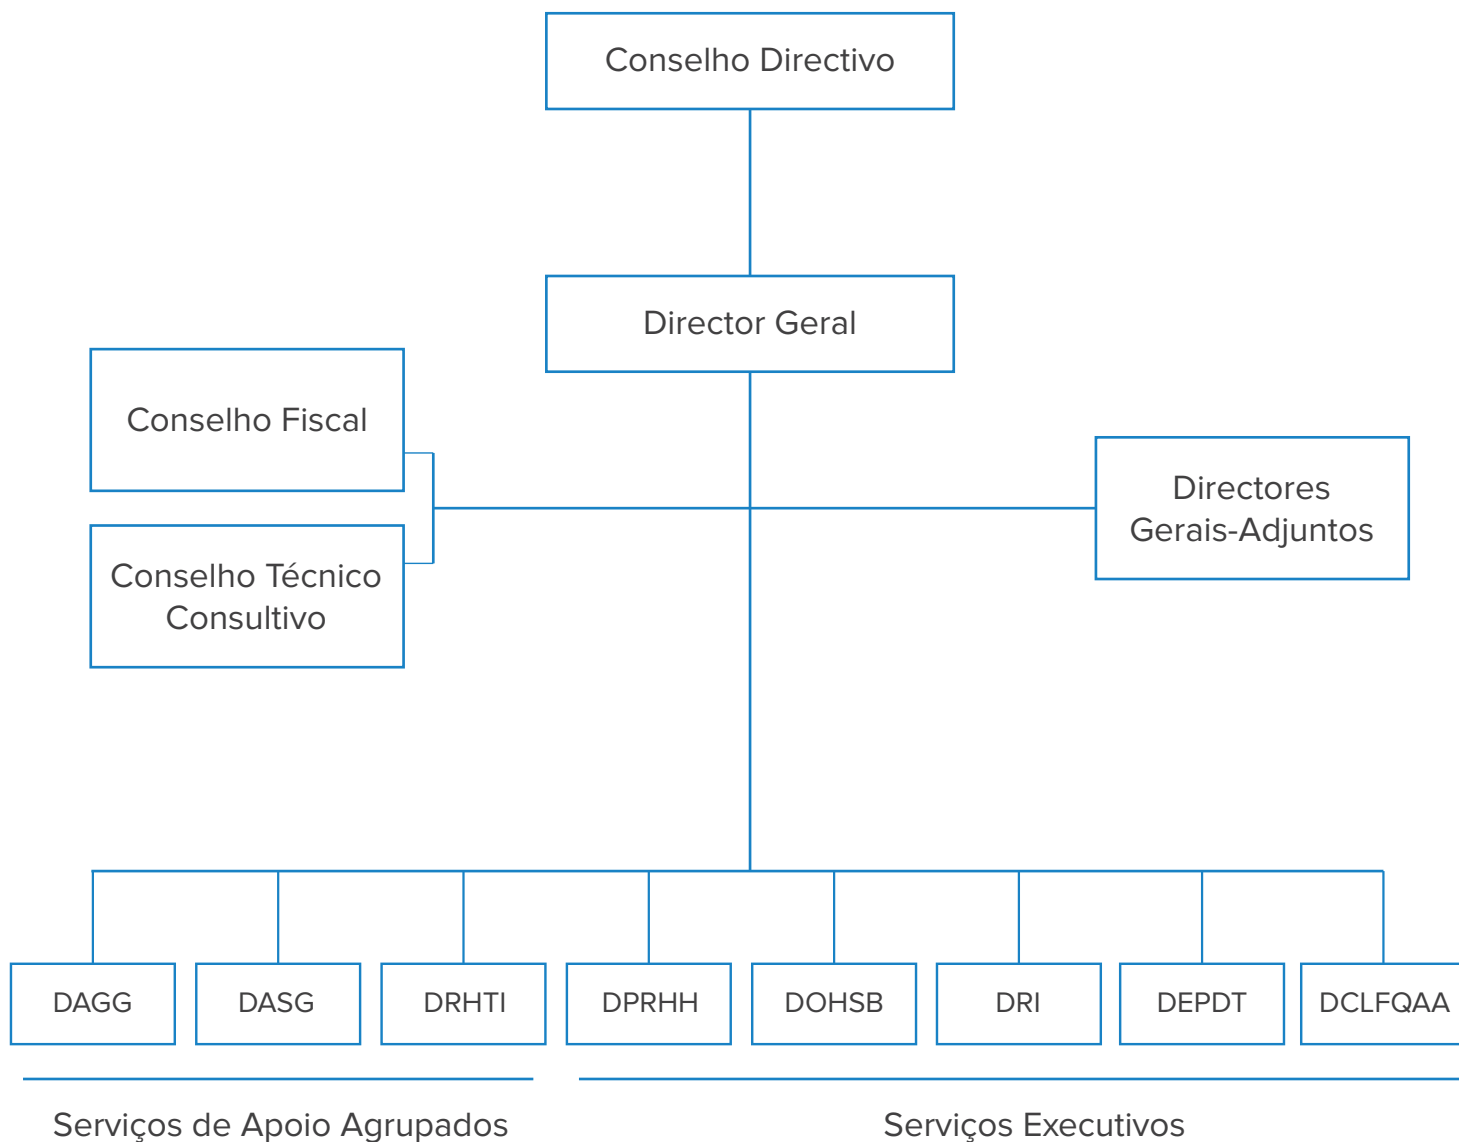 Conselho Directivo
Director Geral
Conselho Fiscal
Directores
Gerais-Adjuntos
Conselho Técnico
Consultivo
DAGG
DASG
DRHTI
DPRHH
DOHSB
DRI
DEPDT
DCLFQAA
Serviços de Apoio Agrupados
Serviços Executivos